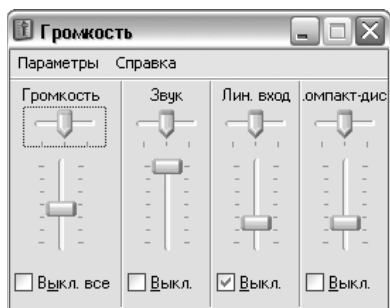 Громкость
Параметры Справка
Громкость Звук Лин. вход .омпакт-дис
Выкл. все Выкл. Выкл. Выкл.